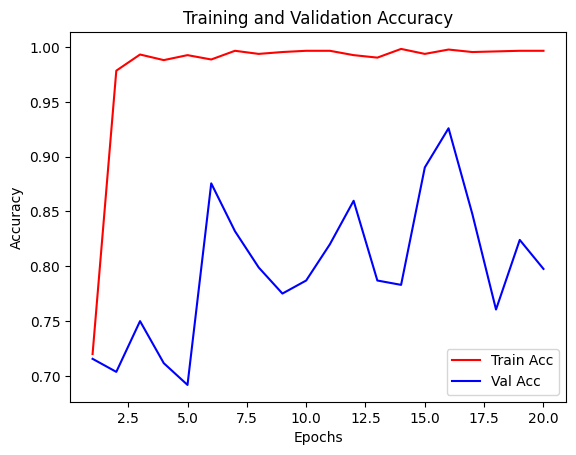 Training and Validation Accuracy
1.00
0.95
0.90
0.85
0.80
0.75
0.70
Accuracy
2.5 5.0 7.5 10.0 12.5 15.0 17.5 20.0
Epochs
Train Acc
Val Acc